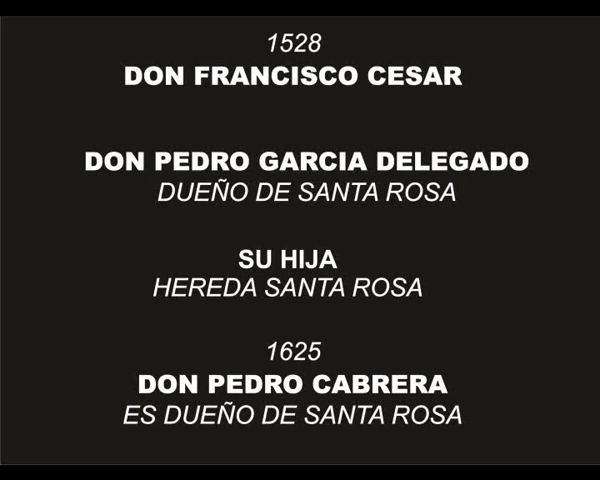 1528
DON FRANCISCO CESAR
DON PEDRO GARCIA DELEGADO
DUEÑO DE SANTA ROSA
SU HIJA
HEREDA SANTA ROSA
1625
DON PEDRO CABRERA
ES DUEÑO DE SANTA ROSA